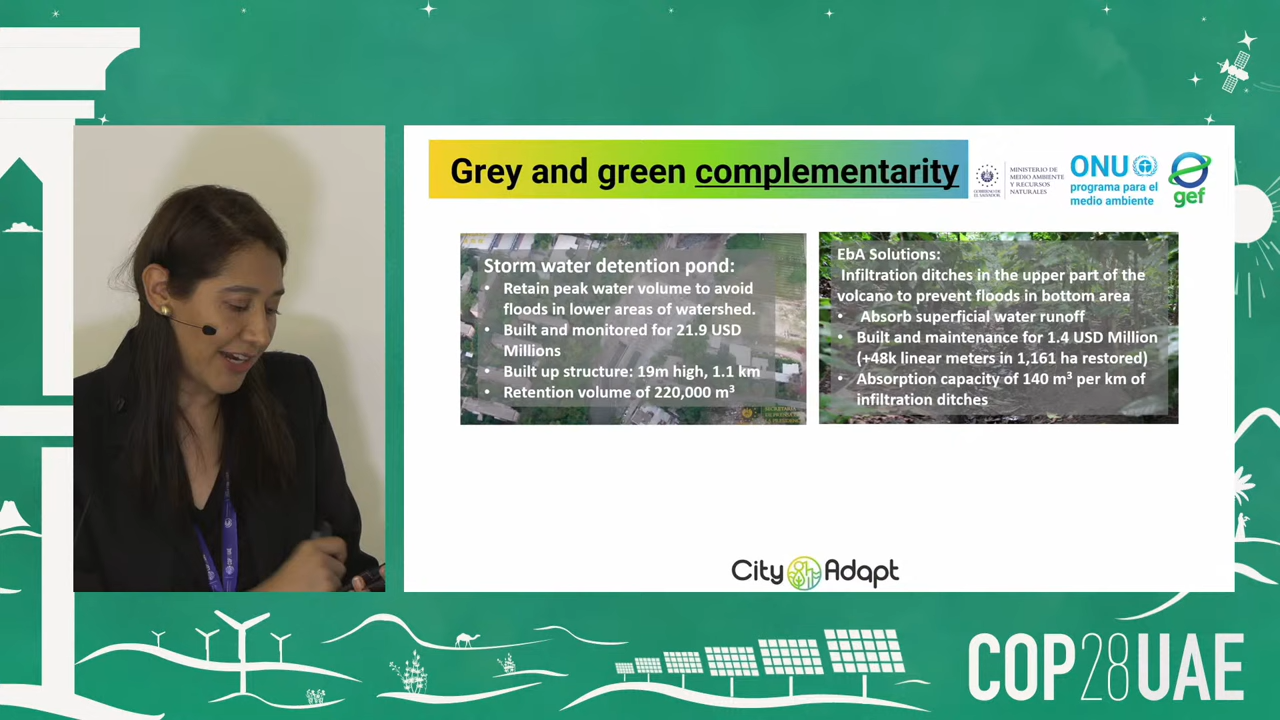 Grey and green complementarity
GOBIERNO DE
EL SALVADOR
MINISTERIO DE
MEDIO AMBIENTE
Y RECURSOS
NATURALES
ONU
programa para el
medio ambiente
gef
Storm water detention pond:
• Retain peak water volume to avoid
floods in lower areas of watershed.
• Built and monitored for 21.9 USD
Millions
• Built up structure: 19m high, 1.1 km
• Retention volume of 220,000 m³
EbA Solutions:
Infiltration ditches in the upper part of the
volcano to prevent floods in bottom area
• Absorb superficial water runoff
• Built and maintenance for 1.4 USD Million
(+48k linear meters in 1,161 ha restored)
• Absorption capacity of 140 m³ per km of
infiltration ditches
City Adapt
COP28UAE